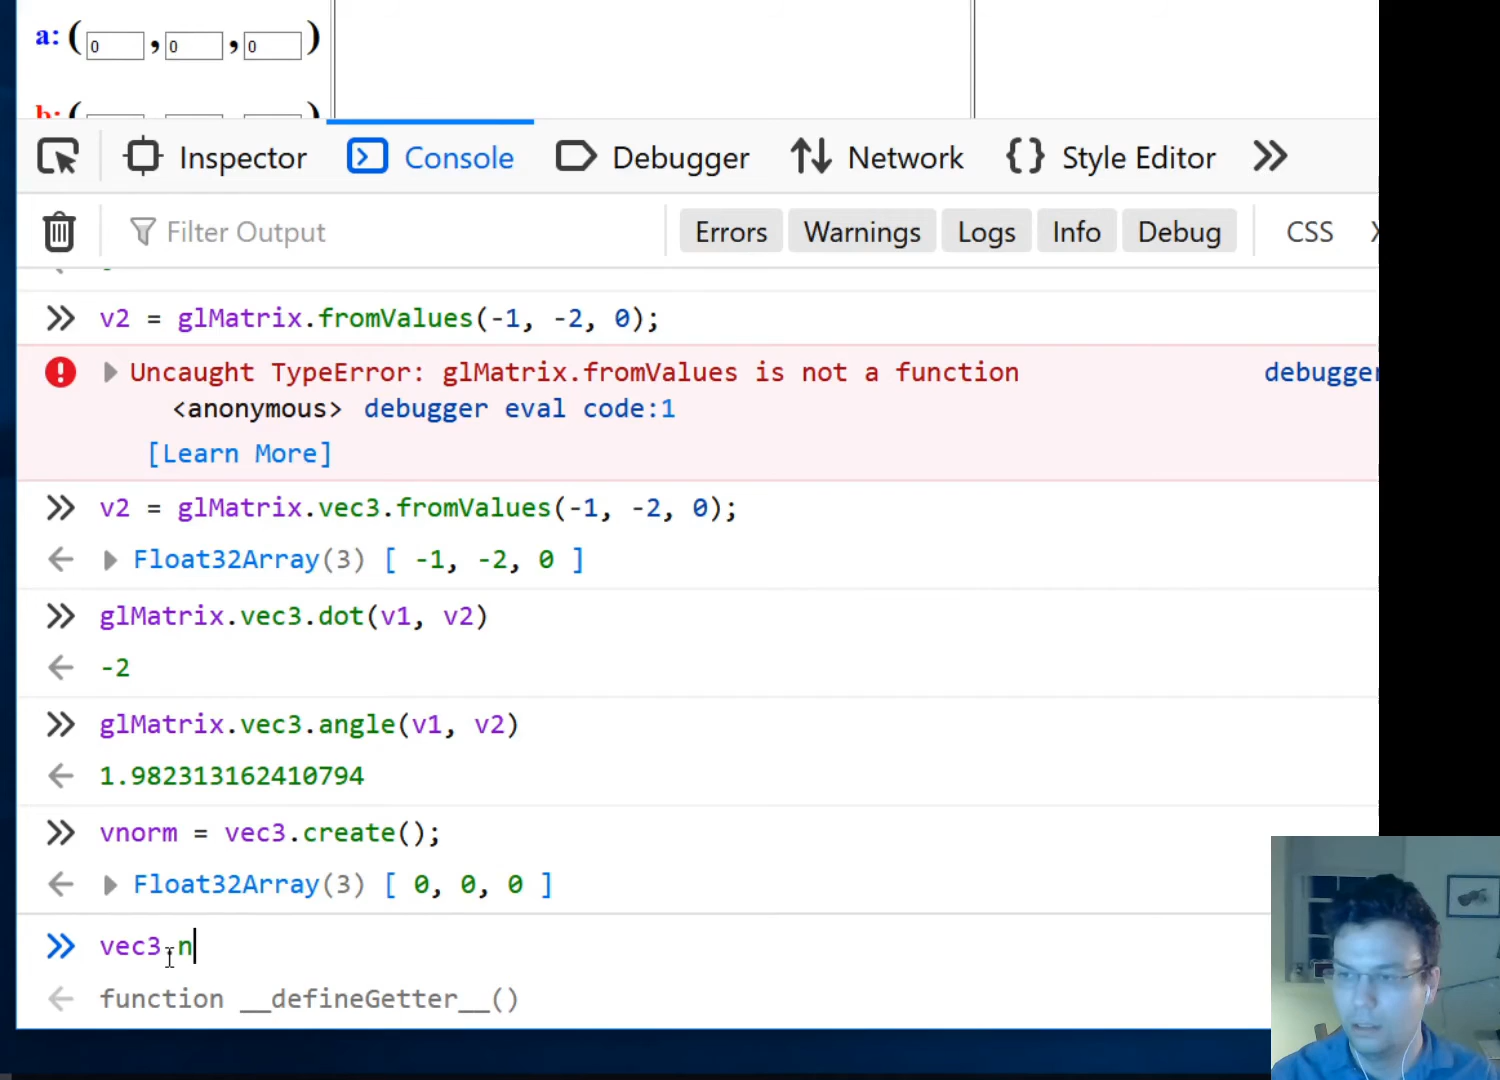 a: ( 0 , 0 , 0 )
b: ( )
Inspector Console Debugger Network {} Style Editor
Filter Output Errors Warnings Logs Info Debug CSS
v2 = glMatrix.fromValues(-1, -2, 0);
Uncaught TypeError: glMatrix.fromValues is not a function debugger
<anonymous> debugger eval code:1
[Learn More]
v2 = glMatrix.vec3.fromValues(-1, -2, 0);
Float32Array(3) [ -1, -2, 0 ]
glMatrix.vec3.dot(v1, v2)
-2
glMatrix.vec3.angle(v1, v2)
1.982313162410794
vnorm = vec3.create();
Float32Array(3) [ 0, 0, 0 ]
vec3.n
function __defineGetter__()